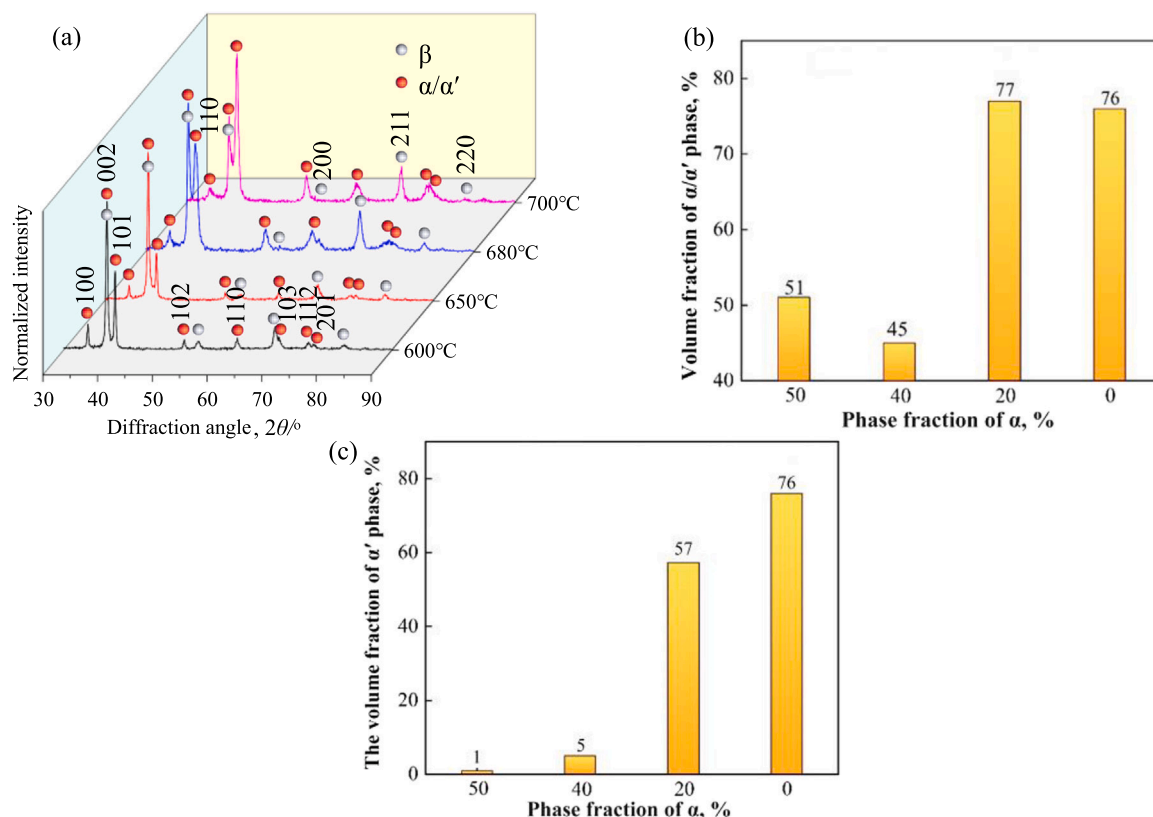 (a)
β
α/α′
002
101
100
110
200
211
220
102
110
103
112
201
700℃
680℃
650℃
600℃
Normalized intensity
30 40 50 60 70 80 90
Diffraction angle, 2θ/°
(b)
Volume fraction of α/α′ phase, %
80
70
60
50
40
51
45
77
76
50 40 20 0
Phase fraction of α, %
(c)
The volume fraction of α′ phase, %
80
60
40
20
0
1
5
57
76
50 40 20 0
Phase fraction of α, %